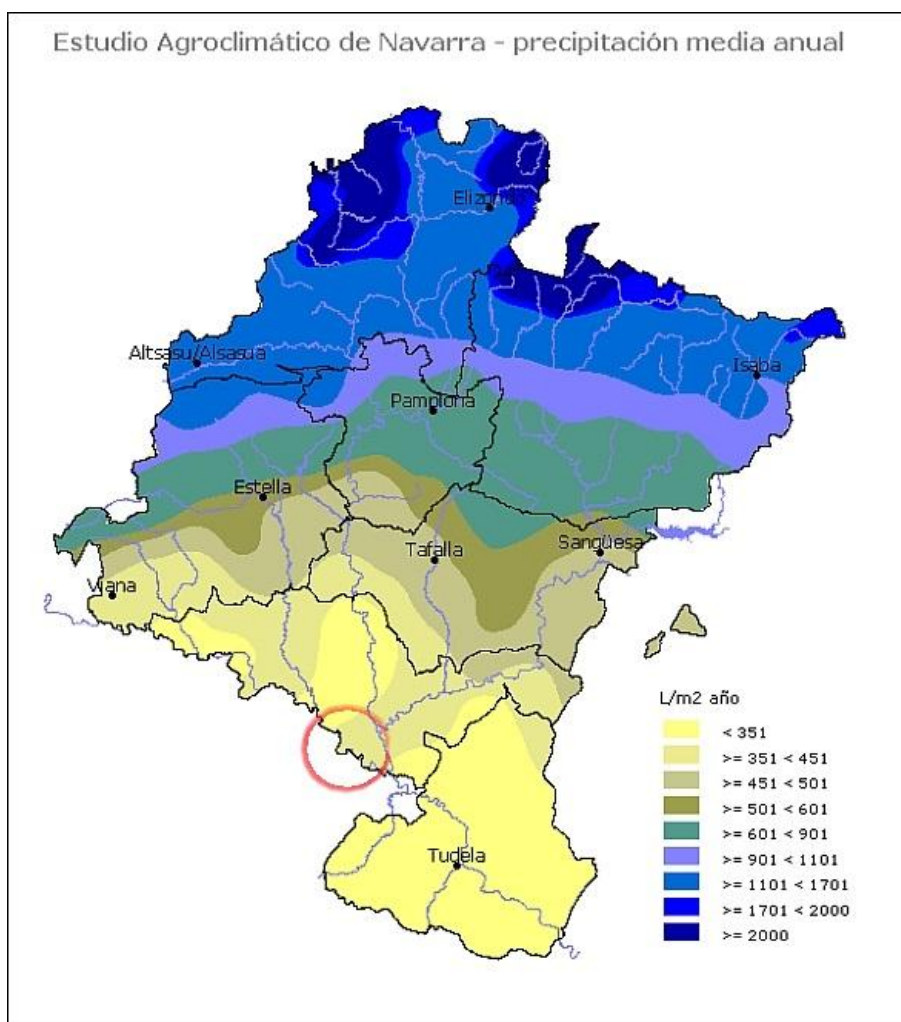 Estudio Agroclimático de Navarra - precipitación media anual
Elizondo
Altsasu/Alsasua
Isaba
Pamplona
Estella
Tafalla
Sangüesa
Viana
L/m2 año
< 351
>= 351 < 451
>= 451 < 501
>= 501 < 601
>= 601 < 901
>= 901 < 1101
>= 1101 < 1701
>= 1701 < 2000
>= 2000
Tudela